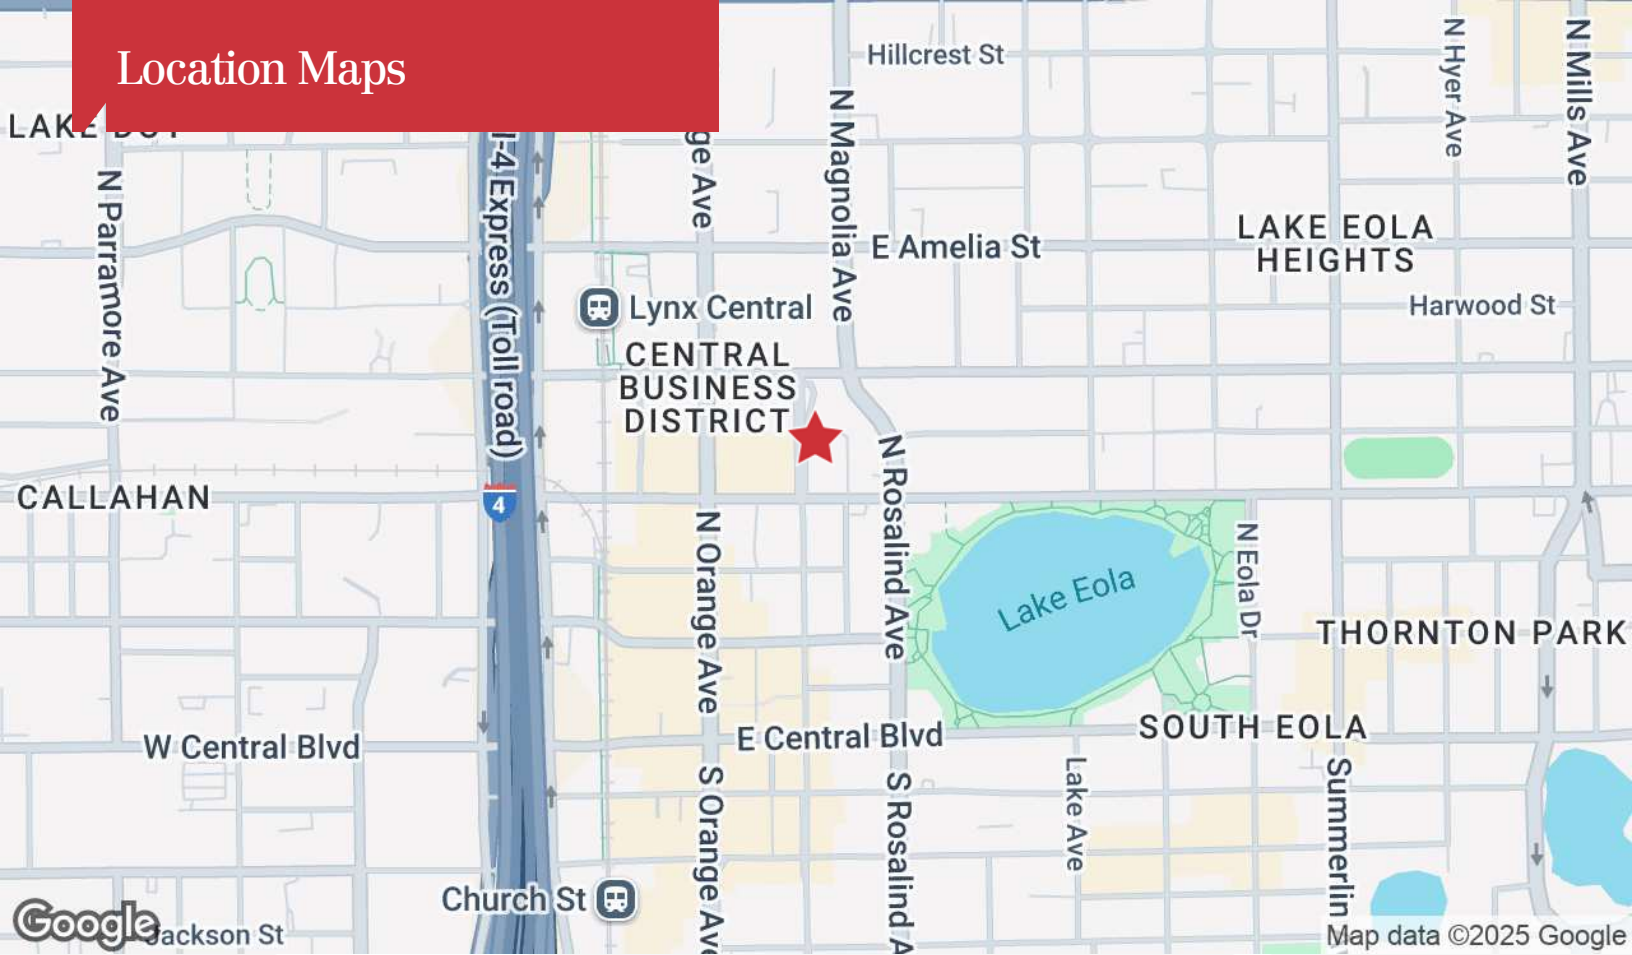 Location Maps
Hillcrest St
N Hyer Ave
N Mills Ave
N Magnolia Ave
LAKE
ge Ave
I-4 Express (Toll road)
N Parramore Ave
E Amelia St
LAKE EOLA
HEIGHTS
Harwood St
Lynx Central
CENTRAL
BUSINESS
DISTRICT
N Rosalind Ave
CALLAHAN
4
N Orange Ave
N Eola Dr
Lake Eola
THORNTON PARK
SOUTH EOLA
E Central Blvd
W Central Blvd
S Orange Ave
S Rosalind A
Lake Ave
Summerlin
Church St
Google
Jackson St
Map data ©2025 Google